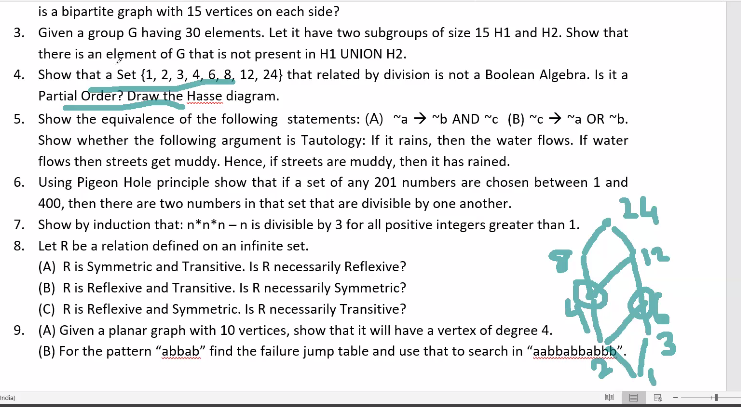 is a bipartite graph with 15 vertices on each side?
3. Given a group G having 30 elements. Let it have two subgroups of size 15 H1 and H2. Show that
there is an element of G that is not present in H1 UNION H2.
4. Show that a Set {1, 2, 3, 4, 6, 8, 12, 24} that related by division is not a Boolean Algebra. Is it a
Partial Order? Draw the Hasse diagram.
5. Show the equivalence of the following statements: (A) ~a → ~b AND ~c (B) ~c → ~a OR ~b.
Show whether the following argument is Tautology: If it rains, then the water flows. If water
flows then streets get muddy. Hence, if streets are muddy, then it has rained.
6. Using Pigeon Hole principle show that if a set of any 201 numbers are chosen between 1 and
400, then there are two numbers in that set that are divisible by one another.
7. Show by induction that: n*n*n – n is divisible by 3 for all positive integers greater than 1.
8. Let R be a relation defined on an infinite set.
(A) R is Symmetric and Transitive. Is R necessarily Reflexive?
(B) R is Reflexive and Transitive. Is R necessarily Symmetric?
(C) R is Reflexive and Symmetric. Is R necessarily Transitive?
9. (A) Given a planar graph with 10 vertices, show that it will have a vertex of degree 4.
(B) For the pattern "abbab" find the failure jump table and use that to search in "aabbabbabbb".
24
8 12
4 6
2 3
1
India)